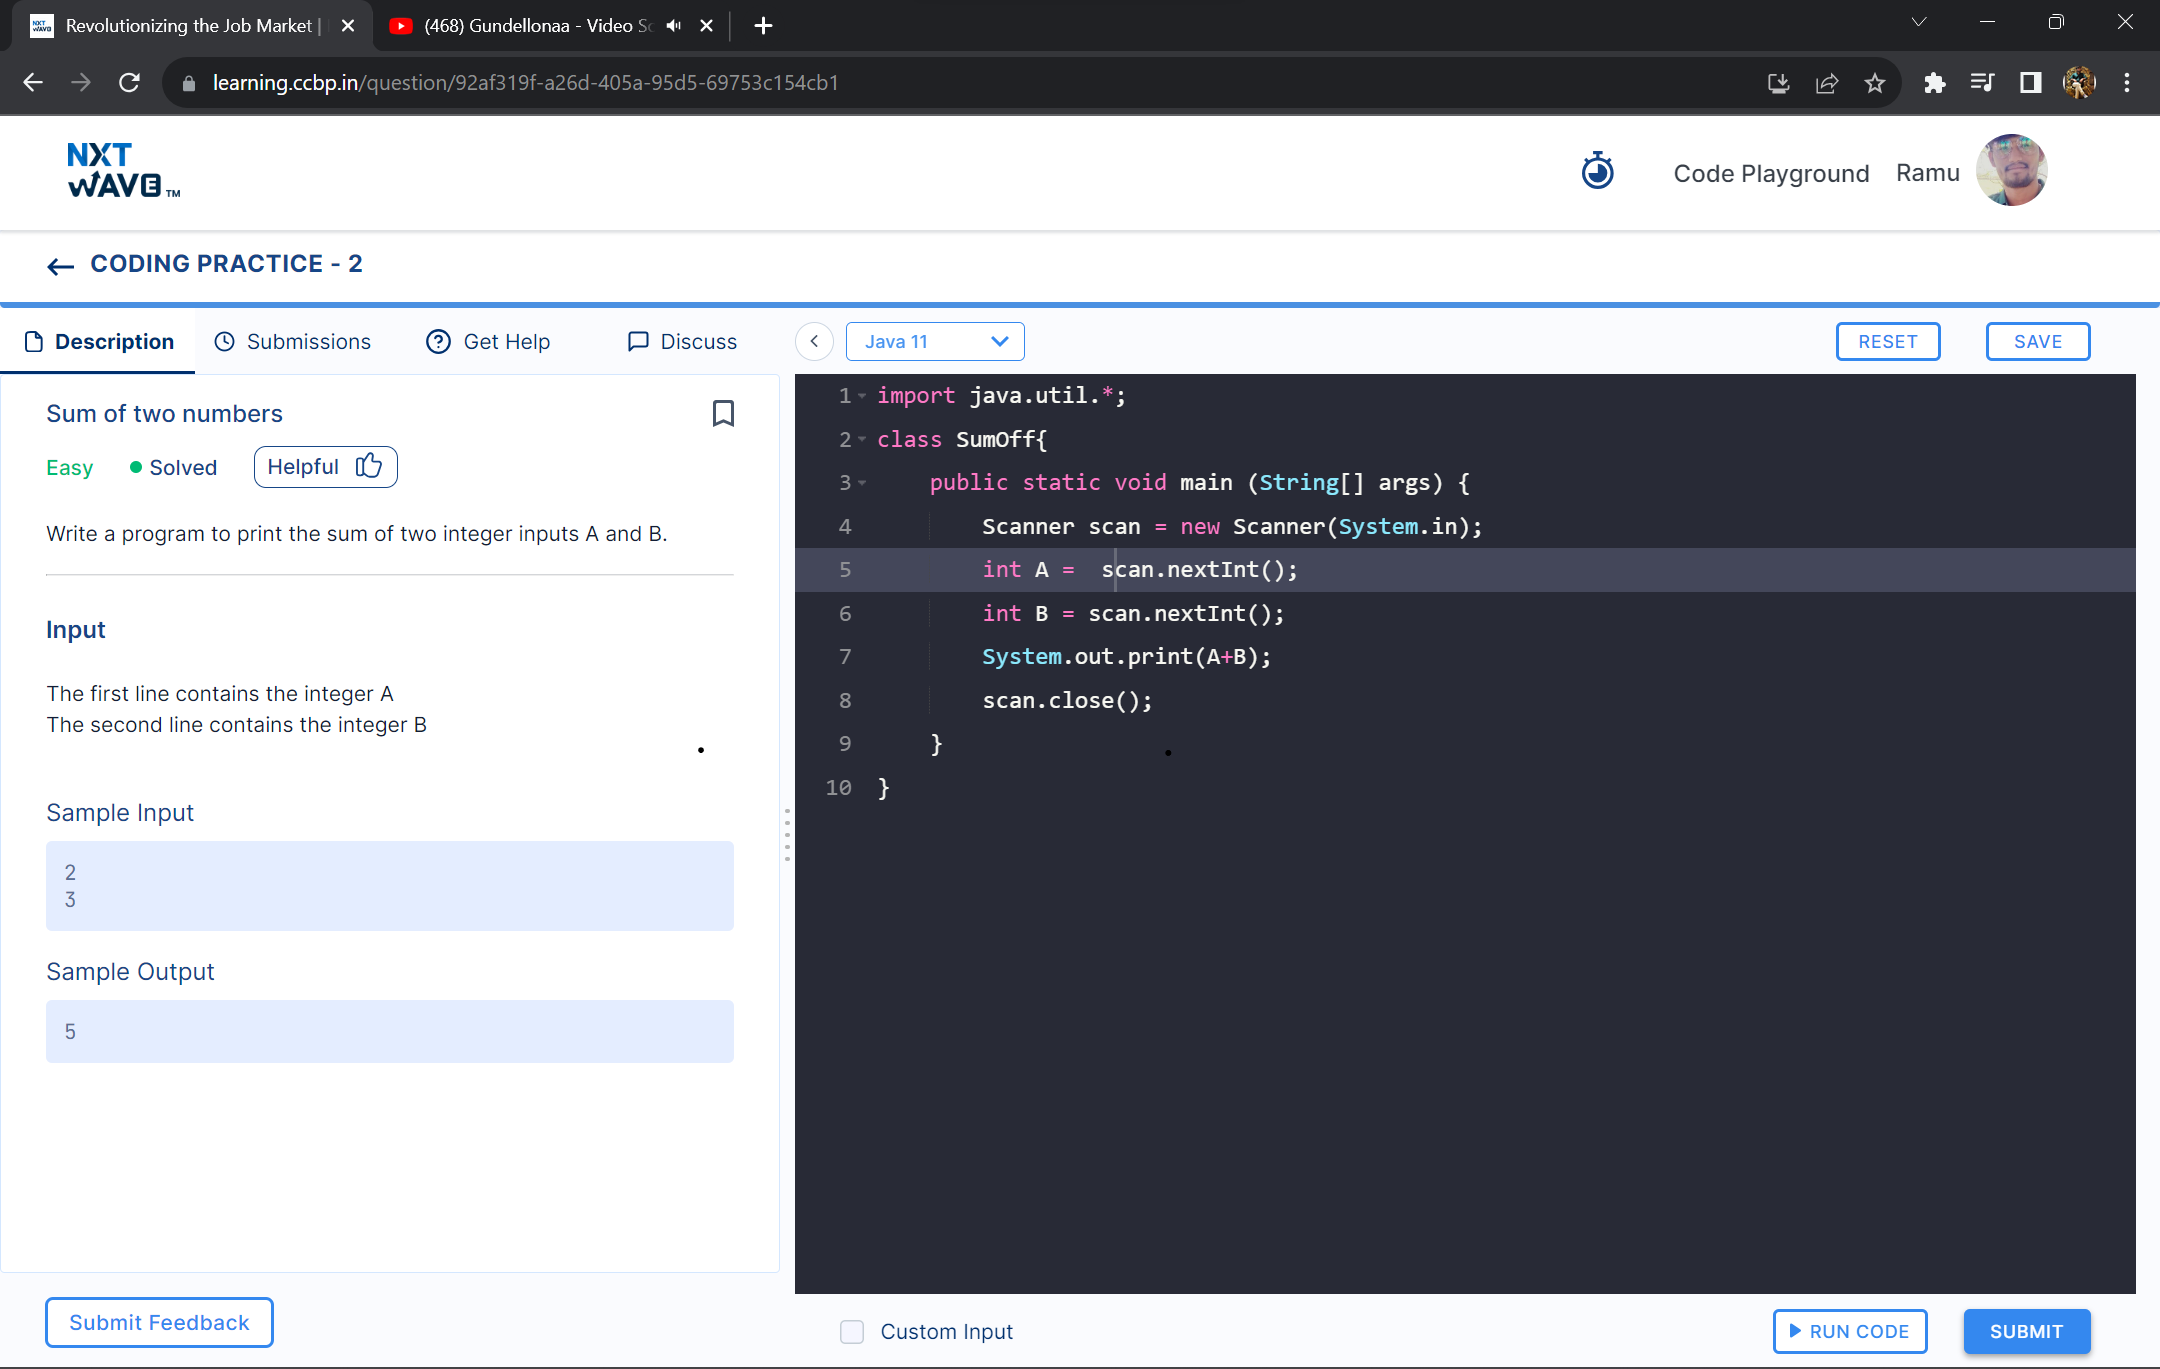 Revolutionizing the Job Market |
(468) Gundellonaa - Video So
learning.ccbp.in/question/92af319f-a26d-405a-95d5-69753c154cb1
NXT
WAVE TM
Code Playground
Ramu
CODING PRACTICE - 2
Description
Submissions
Get Help
Discuss
Java 11
RESET
SAVE
Sum of two numbers
Easy
Solved
Helpful
Write a program to print the sum of two integer inputs A and B.
Input
The first line contains the integer A
The second line contains the integer B
Sample Input
2
3
Sample Output
5
Submit Feedback
1 import java.util.*;
2 class SumOff{
3     public static void main (String[] args) {
4         Scanner scan = new Scanner(System.in);
5         int A =  scan.nextInt();
6         int B = scan.nextInt();
7         System.out.print(A+B);
8         scan.close();
9     }
10 }
Custom Input
RUN CODE
SUBMIT